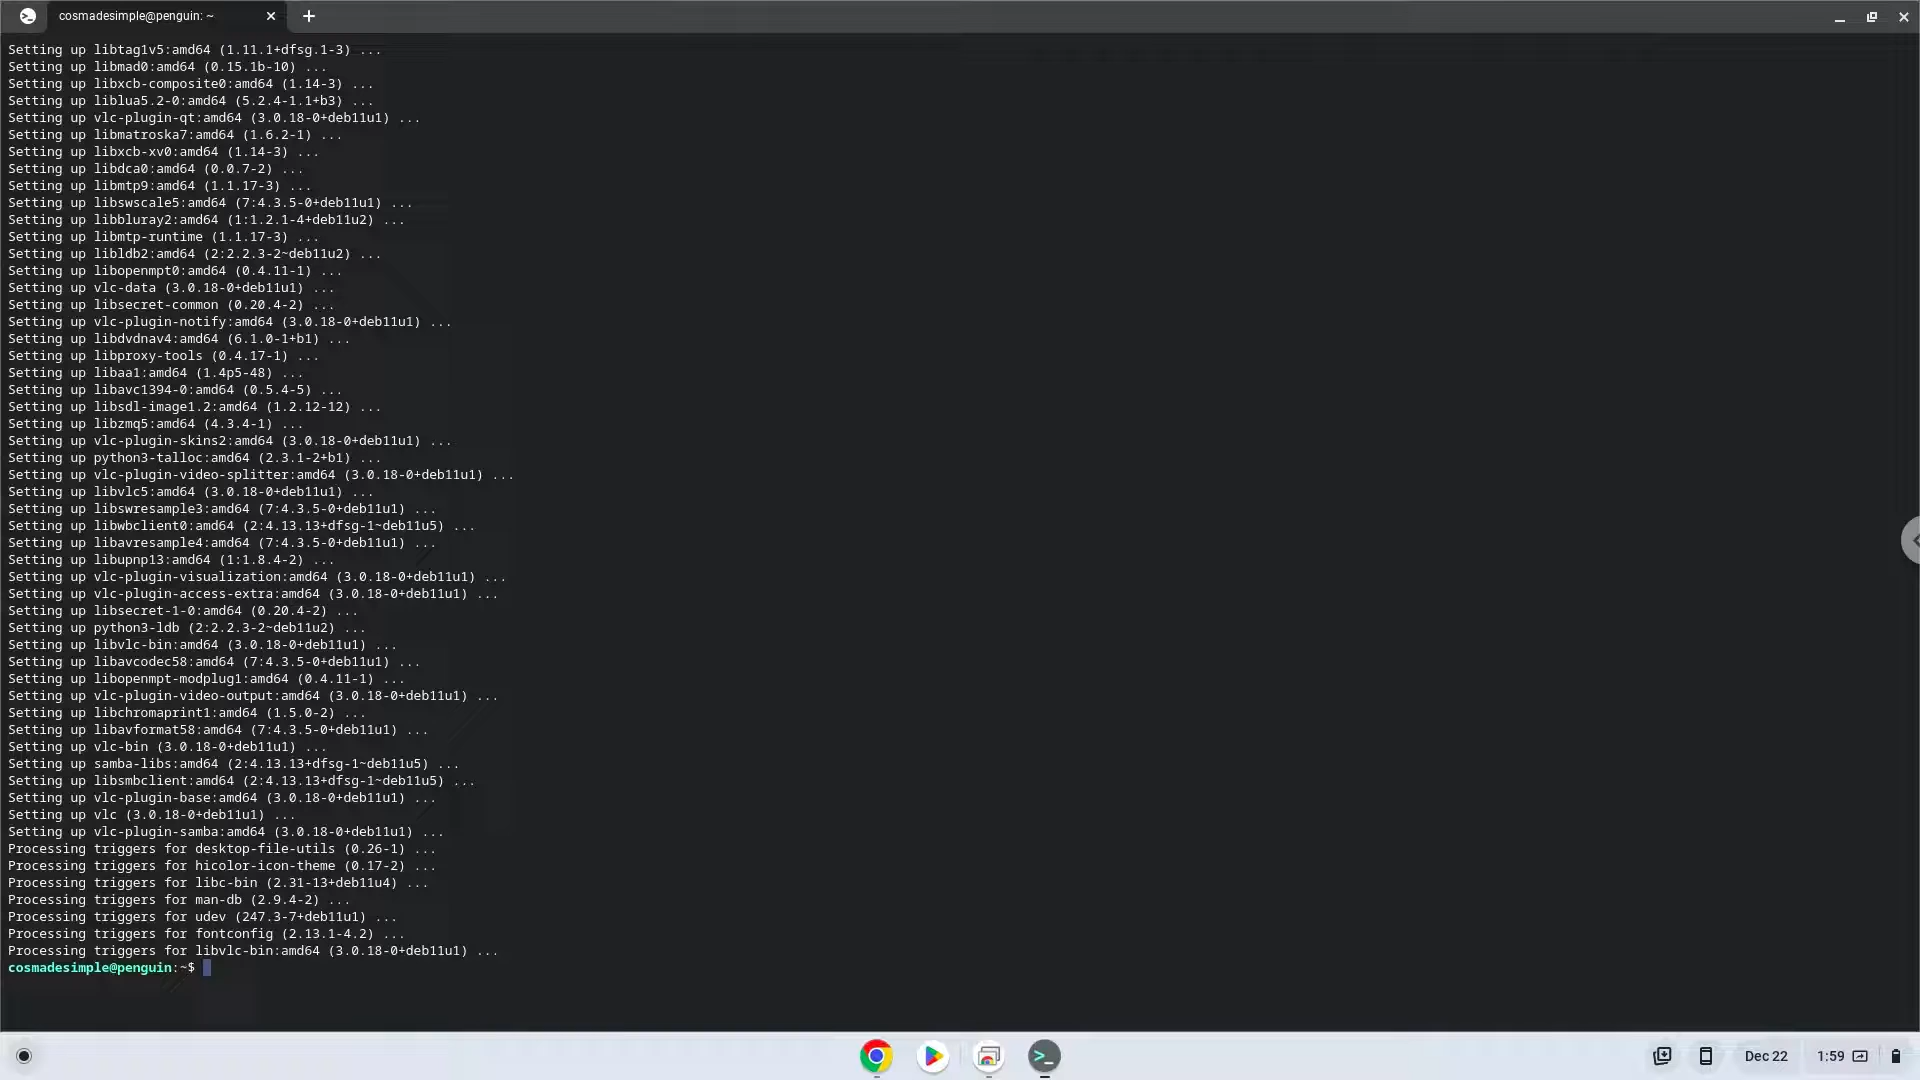 cosmadesimple@penguin: ~
Setting up libtag1v5:amd64 (1.11.1+dfsg.1-3) ...
Setting up libmad0:amd64 (0.15.1b-10) ...
Setting up libxcb-composite0:amd64 (1.14-3) ...
Setting up liblua5.2-0:amd64 (5.2.4-1.1+b3) ...
Setting up vlc-plugin-qt:amd64 (3.0.18-0+deb11u1) ...
Setting up libmatroska7:amd64 (1.6.2-1) ...
Setting up libxcb-xv0:amd64 (1.14-3) ...
Setting up libdca0:amd64 (0.0.7-2) ...
Setting up libmtp9:amd64 (1.1.17-3) ...
Setting up libswscale5:amd64 (7:4.3.5-0+deb11u1) ...
Setting up libbluray2:amd64 (1:1.2.1-4+deb11u2) ...
Setting up libmtp-runtime (1.1.17-3) ...
Setting up libldb2:amd64 (2:2.2.3-2~deb11u2) ...
Setting up libopenmpt0:amd64 (0.4.11-1) ...
Setting up vlc-data (3.0.18-0+deb11u1) ...
Setting up libsecret-common (0.20.4-2) ...
Setting up vlc-plugin-notify:amd64 (3.0.18-0+deb11u1) ...
Setting up libdvdnav4:amd64 (6.1.0-1+b1) ...
Setting up libproxy-tools (0.4.17-1) ...
Setting up libaa1:amd64 (1.4p5-48) ...
Setting up libavc1394-0:amd64 (0.5.4-5) ...
Setting up libsdl-image1.2:amd64 (1.2.12-12) ...
Setting up libzmq5:amd64 (4.3.4-1) ...
Setting up vlc-plugin-skins2:amd64 (3.0.18-0+deb11u1) ...
Setting up python3-talloc:amd64 (2.3.1-2+b1) ...
Setting up vlc-plugin-video-splitter:amd64 (3.0.18-0+deb11u1) ...
Setting up libvlc5:amd64 (3.0.18-0+deb11u1) ...
Setting up libswresample3:amd64 (7:4.3.5-0+deb11u1) ...
Setting up libwbclient0:amd64 (2:4.13.13+dfsg-1~deb11u5) ...
Setting up libavresample4:amd64 (7:4.3.5-0+deb11u1) ...
Setting up libupnp13:amd64 (1:1.8.4-2) ...
Setting up vlc-plugin-visualization:amd64 (3.0.18-0+deb11u1) ...
Setting up vlc-plugin-access-extra:amd64 (3.0.18-0+deb11u1) ...
Setting up libsecret-1-0:amd64 (0.20.4-2) ...
Setting up python3-ldb (2:2.2.3-2~deb11u2) ...
Setting up libvlc-bin:amd64 (3.0.18-0+deb11u1) ...
Setting up libavcodec58:amd64 (7:4.3.5-0+deb11u1) ...
Setting up libopenmpt-modplug1:amd64 (0.4.11-1) ...
Setting up vlc-plugin-video-output:amd64 (3.0.18-0+deb11u1) ...
Setting up libchromaprint1:amd64 (1.5.0-2) ...
Setting up libavformat58:amd64 (7:4.3.5-0+deb11u1) ...
Setting up vlc-bin (3.0.18-0+deb11u1) ...
Setting up samba-libs:amd64 (2:4.13.13+dfsg-1~deb11u5) ...
Setting up libsmbclient:amd64 (2:4.13.13+dfsg-1~deb11u5) ...
Setting up vlc-plugin-base:amd64 (3.0.18-0+deb11u1) ...
Setting up vlc (3.0.18-0+deb11u1) ...
Setting up vlc-plugin-samba:amd64 (3.0.18-0+deb11u1) ...
Processing triggers for desktop-file-utils (0.26-1) ...
Processing triggers for hicolor-icon-theme (0.17-2) ...
Processing triggers for libc-bin (2.31-13+deb11u4) ...
Processing triggers for man-db (2.9.4-2) ...
Processing triggers for udev (247.3-7+deb11u1) ...
Processing triggers for fontconfig (2.13.1-4.2) ...
Processing triggers for libvlc-bin:amd64 (3.0.18-0+deb11u1) ...
cosmadesimple@penguin:~$
Dec 22 1:59